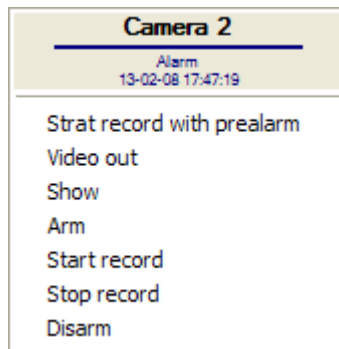 Camera 2
Alarm
13-02-08 17:47:19
Strat record with prealarm
Video out
Show
Arm
Start record
Stop record
Disarm